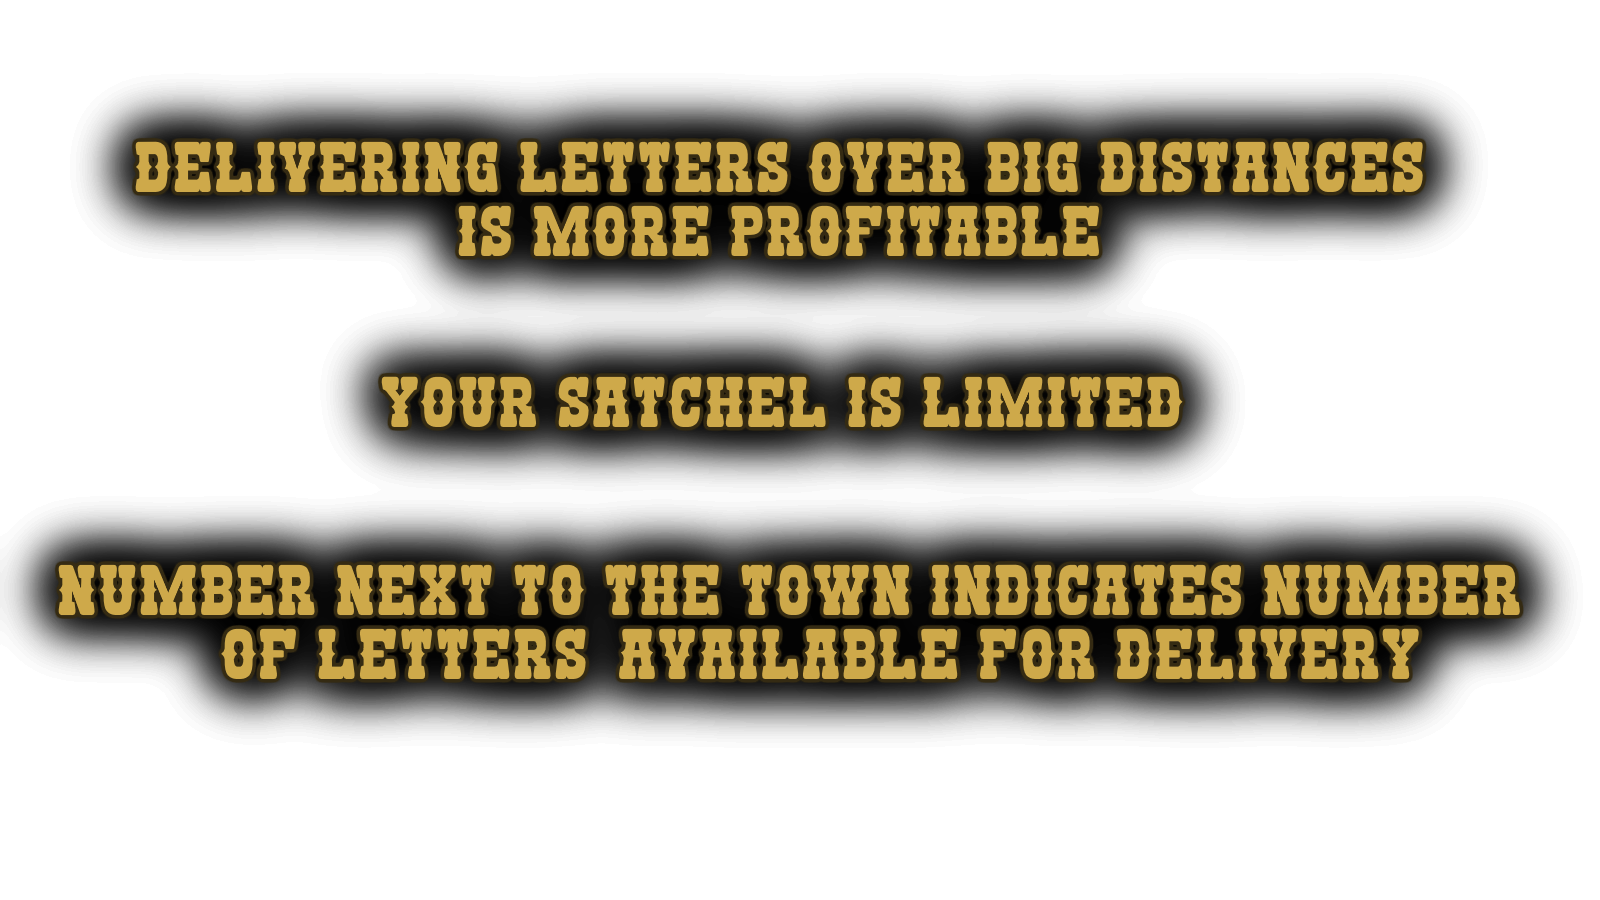 DELIVERING LETTERS OVER BIG DISTANCES
IS MORE PROFITABLE
YOUR SATCHEL IS LIMITED
NUMBER NEXT TO THE TOWN INDICATES NUMBER
OF LETTERS AVAILABLE FOR DELIVERY